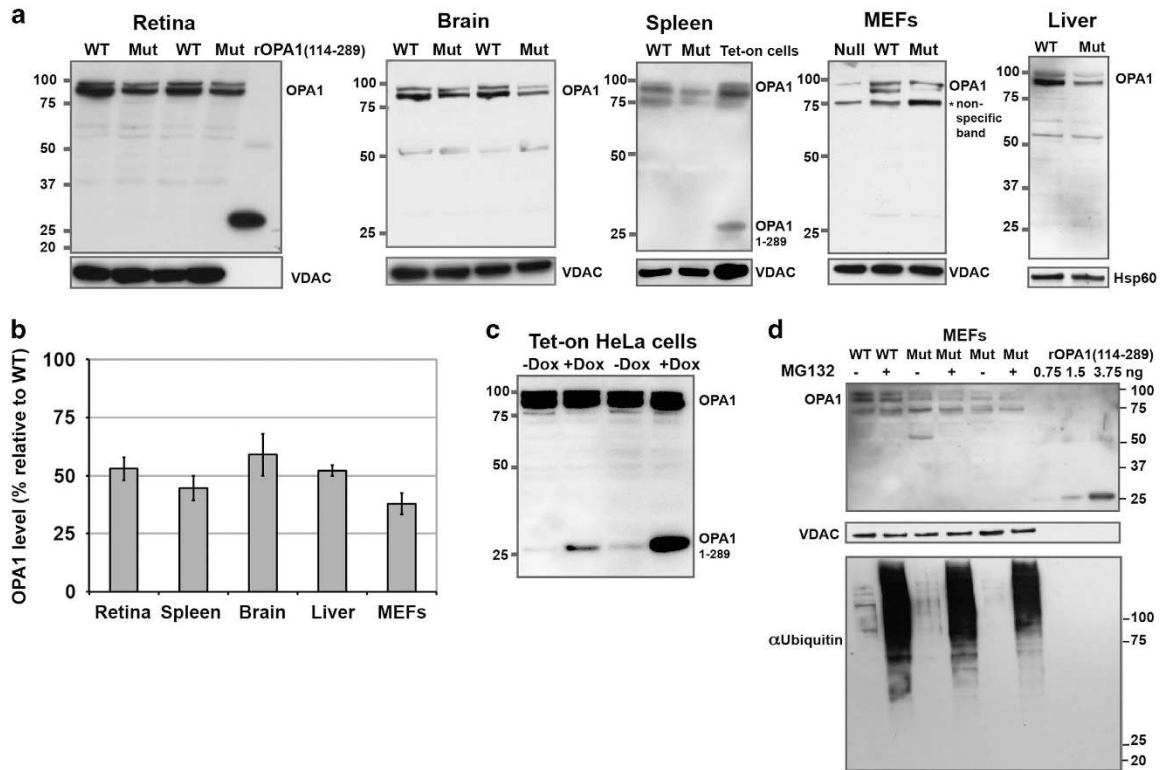 a
Retina
WT Mut WT Mut rOPA1(114-289)
100
75
50
37
25
20
OPA1
VDAC
Brain
WT Mut WT Mut
100
75
50
25
OPA1
VDAC
Spleen
WT Mut Tet-on cells
100
75
50
25
OPA1
OPA1
1-289
VDAC
MEFs
Null WT Mut
100
75
50
25
OPA1
* non-
specific
band
VDAC
Liver
WT Mut
100
75
50
37
25
OPA1
Hsp60
b
OPA1 level (% relative to WT)
100
75
50
25
0
Retina Spleen Brain Liver MEFs
c
Tet-on HeLa cells
-Dox +Dox -Dox +Dox
100
75
50
25
OPA1
OPA1
1-289
d
MEFs
WT WT Mut Mut Mut Mut rOPA1(114-289)
MG132 - + - + - + 0.75 1.5 3.75 ng
OPA1
100
75
50
37
25
VDAC
αUbiquitin
100
75
25
20